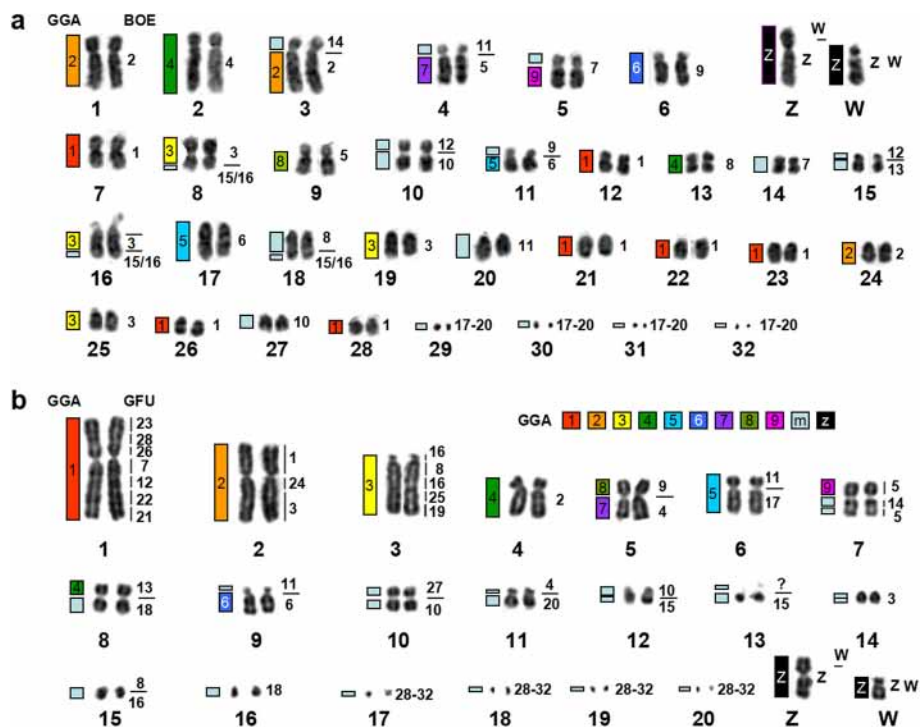 a GGA BOE
2 2 4 4 2 14 2 7 11 5 9 7 6 9 Z W Z Z Z W
1 2 3 4 5 6 Z W
1 1 3 3 15/16 8 5 12 10 5 9 6 1 1 4 8 7 12 13
7 8 9 10 11 12 13 14 15
3 3 15/16 5 6 8 15/16 3 3 11 1 1 1 1 1 1 2 2
16 17 18 19 20 21 22 23 24
3 3 1 1 10 1 1 17-20 17-20 17-20 17-20
25 26 27 28 29 30 31 32
b GGA GFU GGA 1 2 3 4 5 6 7 8 9 m z
1 23 28 26 7 12 22 21 2 1 24 3 3 16 8 16 25 19 4 2 8 7 9 4 5 11 17 9 5 14 5
1 2 3 4 5 6 7
4 13 18 6 11 6 27 10 4 20 10 15 ? 15 3
8 9 10 11 12 13 14
8 16 18 28-32 28-32 28-32 28-32 Z Z W Z Z W
15 16 17 18 19 20 Z W